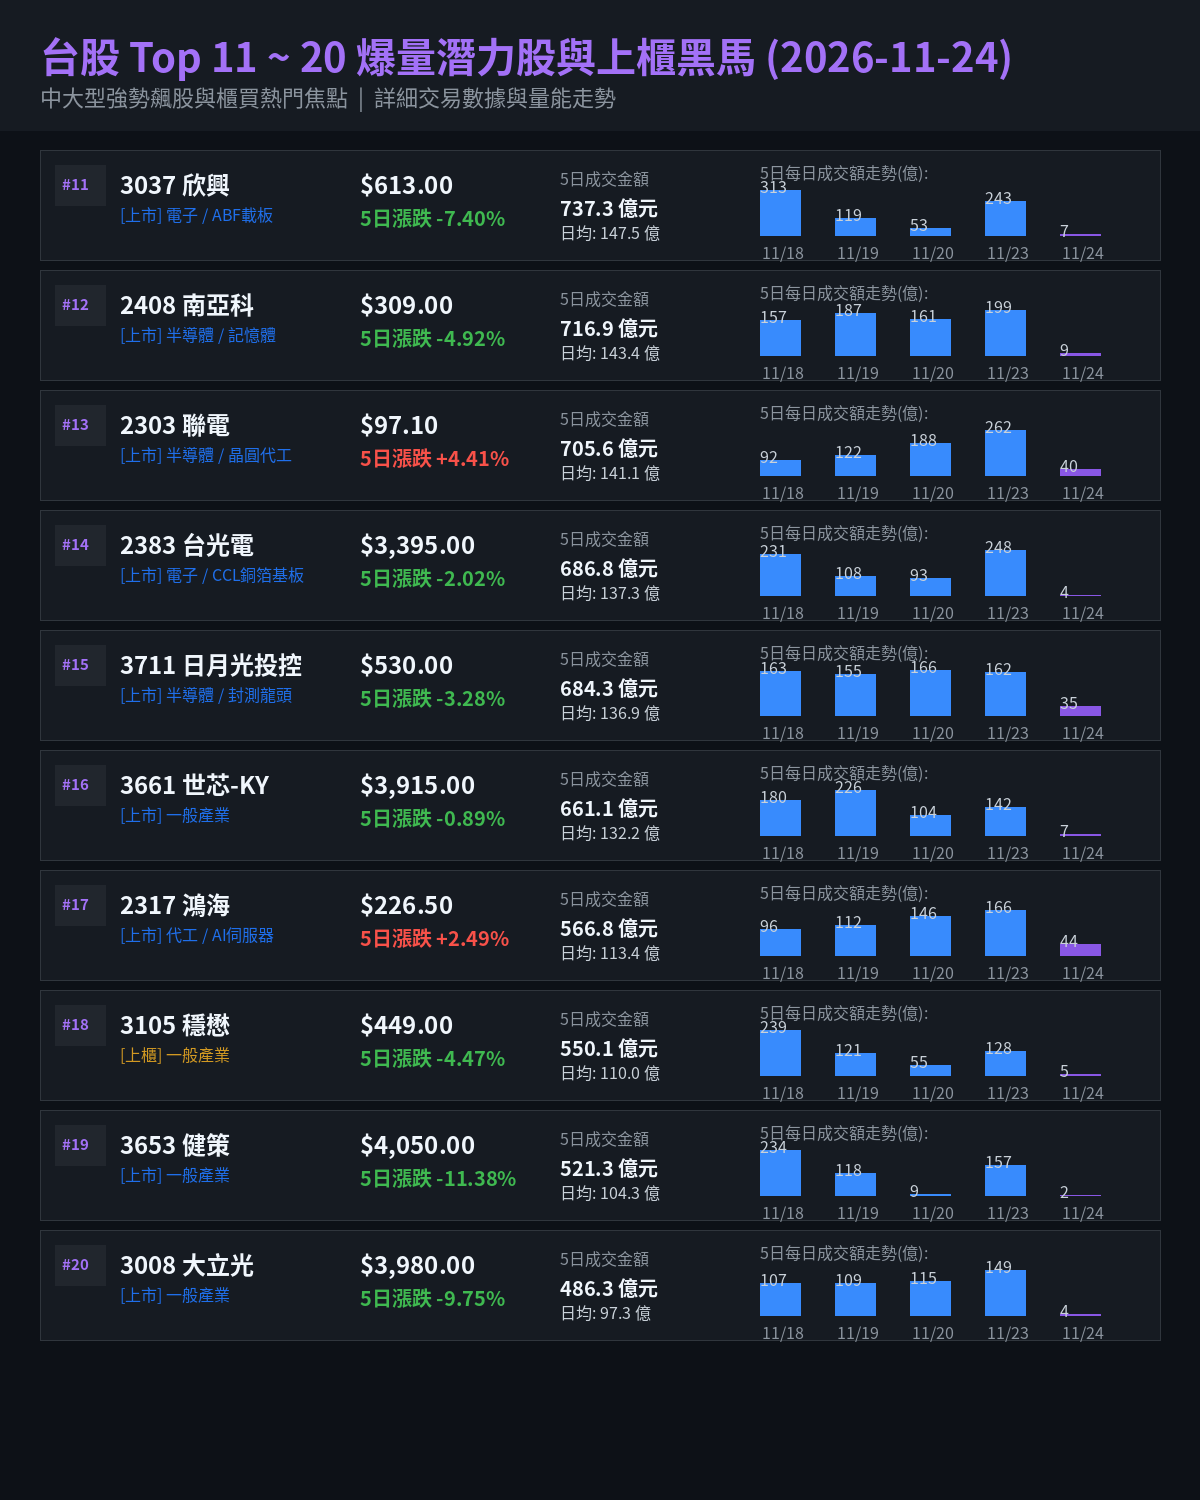 台股 Top 11 ~ 20 爆量潛力股與上櫃黑馬 (2026-11-24)
中大型強勢飆股與櫃買熱門焦點 | 詳細交易數據與量能走勢
#11
3037 欣興
[上市] 電子 / ABF載板
$613.00
5日漲跌 -7.40%
5日成交金額
737.3 億元
日均: 147.5 億
5日每日成交額走勢(億):
313 119 53 243 7
11/18 11/19 11/20 11/23 11/24
#12
2408 南亞科
[上市] 半導體 / 記憶體
$309.00
5日漲跌 -4.92%
5日成交金額
716.9 億元
日均: 143.4 億
5日每日成交額走勢(億):
157 187 161 199 9
11/18 11/19 11/20 11/23 11/24
#13
2303 聯電
[上市] 半導體 / 晶圓代工
$97.10
5日漲跌 +4.41%
5日成交金額
705.6 億元
日均: 141.1 億
5日每日成交額走勢(億):
92 122 188 262 40
11/18 11/19 11/20 11/23 11/24
#14
2383 台光電
[上市] 電子 / CCL銅箔基板
$3,395.00
5日漲跌 -2.02%
5日成交金額
686.8 億元
日均: 137.3 億
5日每日成交額走勢(億):
231 108 93 248 4
11/18 11/19 11/20 11/23 11/24
#15
3711 日月光投控
[上市] 半導體 / 封測龍頭
$530.00
5日漲跌 -3.28%
5日成交金額
684.3 億元
日均: 136.9 億
5日每日成交額走勢(億):
163 155 166 162 35
11/18 11/19 11/20 11/23 11/24
#16
3661 世芯-KY
[上市] 一般產業
$3,915.00
5日漲跌 -0.89%
5日成交金額
661.1 億元
日均: 132.2 億
5日每日成交額走勢(億):
180 226 104 142 7
11/18 11/19 11/20 11/23 11/24
#17
2317 鴻海
[上市] 代工 / AI伺服器
$226.50
5日漲跌 +2.49%
5日成交金額
566.8 億元
日均: 113.4 億
5日每日成交額走勢(億):
96 112 146 166 44
11/18 11/19 11/20 11/23 11/24
#18
3105 穩懋
[上櫃] 一般產業
$449.00
5日漲跌 -4.47%
5日成交金額
550.1 億元
日均: 110.0 億
5日每日成交額走勢(億):
239 121 55 128 5
11/18 11/19 11/20 11/23 11/24
#19
3653 健策
[上市] 一般產業
$4,050.00
5日漲跌 -11.38%
5日成交金額
521.3 億元
日均: 104.3 億
5日每日成交額走勢(億):
234 118 9 157 2
11/18 11/19 11/20 11/23 11/24
#20
3008 大立光
[上市] 一般產業
$3,980.00
5日漲跌 -9.75%
5日成交金額
486.3 億元
日均: 97.3 億
5日每日成交額走勢(億):
107 109 115 149 4
11/18 11/19 11/20 11/23 11/24